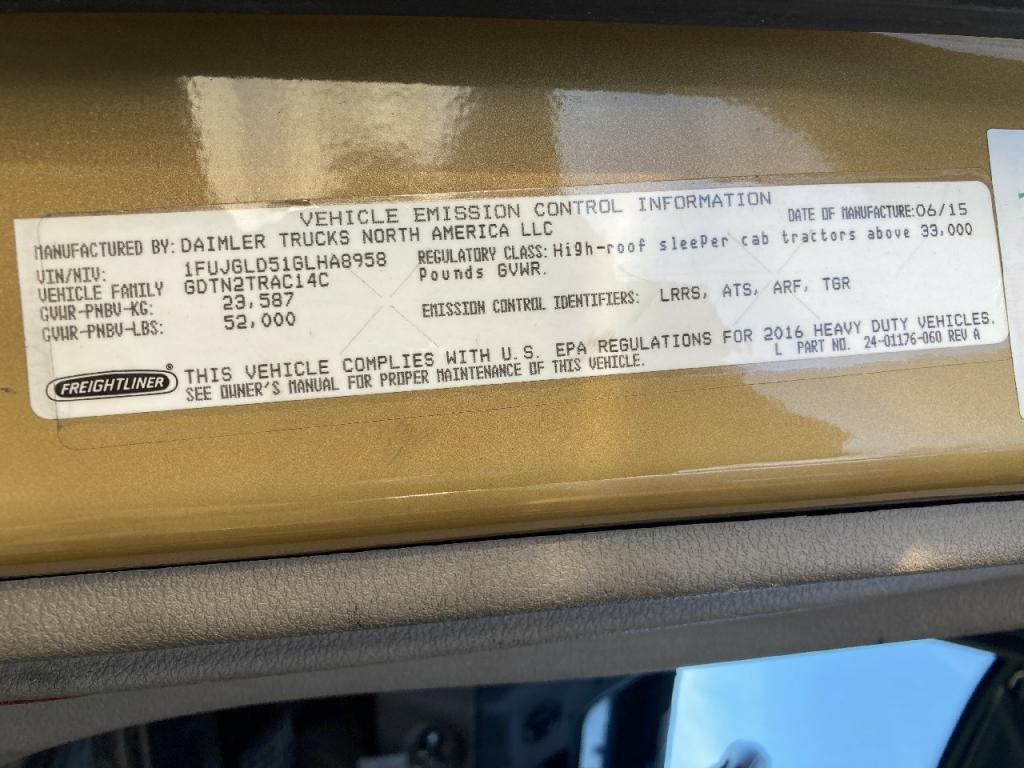 VEHICLE EMISSION CONTROL INFORMATION
MANUFACTURED BY: DAIMLER TRUCKS NORTH AMERICA LLC
DATE OF MANUFACTURE:06/15
VIN/NIV: 1FUJGLD51GLHA8958
REGULATORY CLASS: High-roof sleePer cab tractors above 33,000
Pounds GVWR.
VEHICLE FAMILY GDTN2TRAC14C
GVWR-PNBV-KG: 23,587
EMISSION CONTROL IDENTIFIERS: LRRS, ATS, ARF, TGR
GVWR-PNBV-LBS: 52,000
FREIGHTLINER®
THIS VEHICLE COMPLIES WITH U.S. EPA REGULATIONS FOR 2016 HEAVY DUTY VEHICLES.
SEE OWNER'S MANUAL FOR PROPER MAINTENANCE OF THIS VEHICLE.
L PART NO. 24-01176-060 REV A